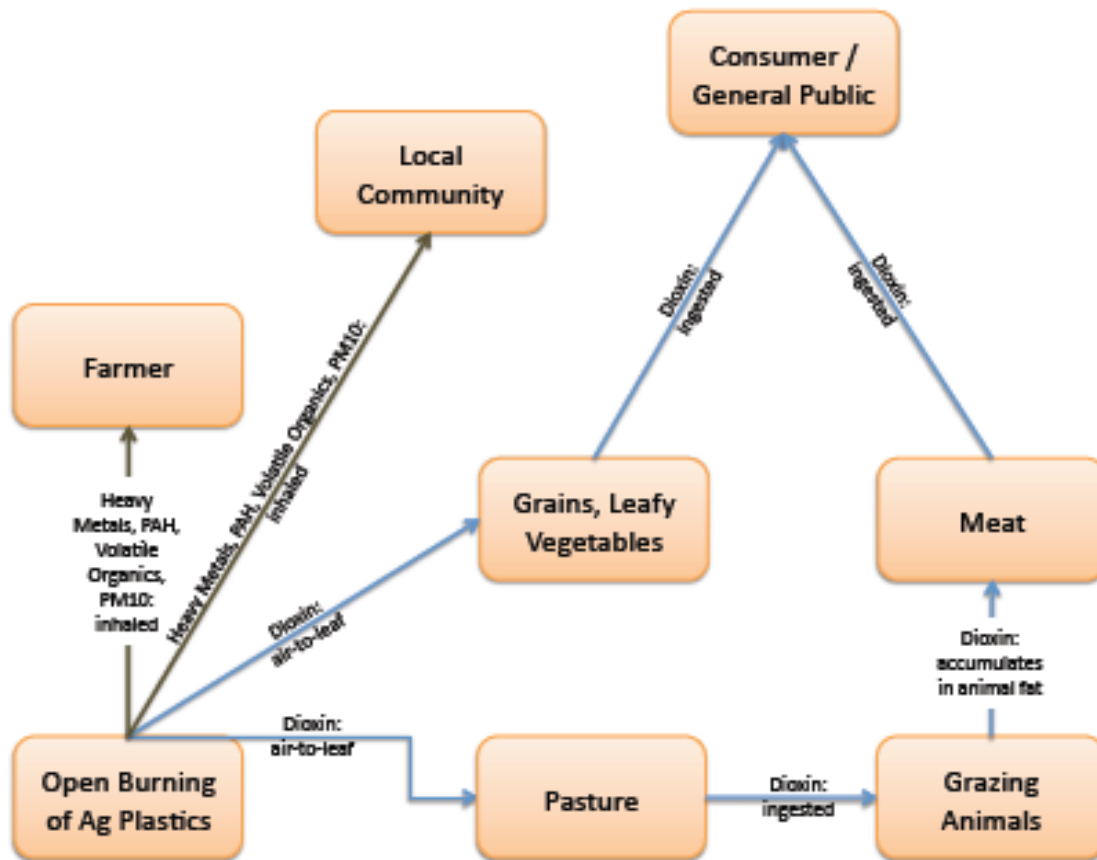 Consumer /
General Public
Local
Community
Farmer
Dioxin:
ingested
Dioxin:
ingested
Heavy Metals, PAH, Volatile Organics, PM10:
inhaled
Heavy
Metals, PAH,
Volatile
Organics,
PM10:
inhaled
Grains, Leafy
Vegetables
Meat
Dioxin:
air-to-leaf
Dioxin:
accumulates
in animal fat
Dioxin:
air-to-leaf
Open Burning
of Ag Plastics
Pasture
Dioxin:
ingested
Grazing
Animals